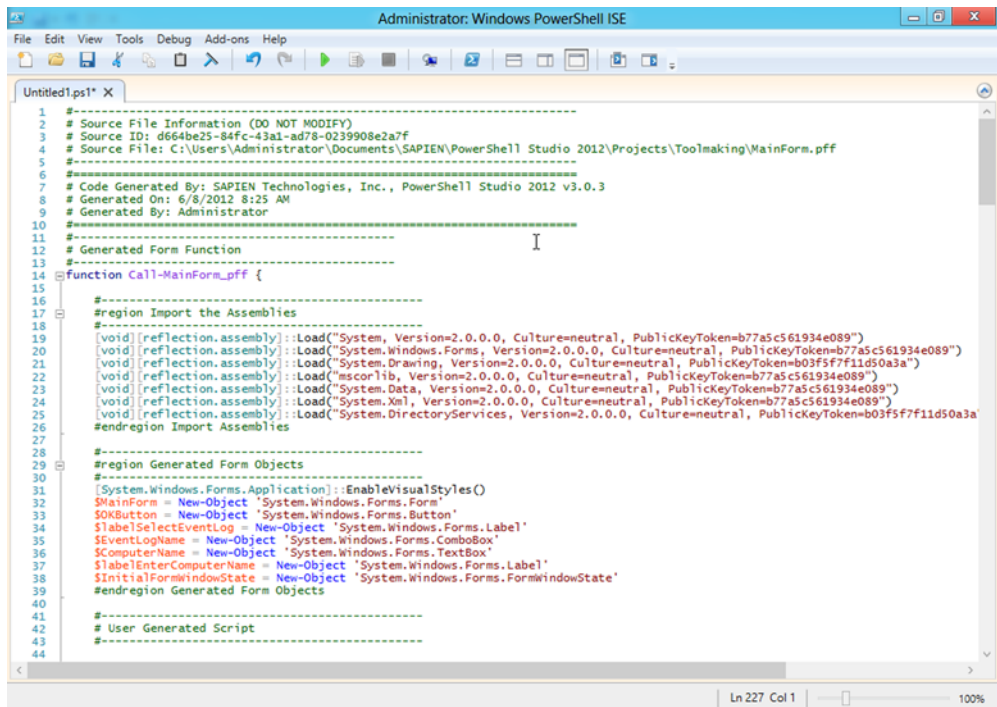 Administrator: Windows PowerShell ISE
File Edit View Tools Debug Add-ons Help
Untitled1.ps1* X
1 #------------------------------------------------------------------------
2 # Source File Information (DO NOT MODIFY)
3 # Source ID: d664be25-84fc-43a1-ad78-0239908e2a7f
4 # Source File: C:\Users\Administrator\Documents\SAPIEN\PowerShell Studio 2012\Projects\Toolmaking\MainForm.pff
5 #------------------------------------------------------------------------
6 #========================================================================
7 # Code Generated By: SAPIEN Technologies, Inc., PowerShell Studio 2012 v3.0.3
8 # Generated On: 6/8/2012 8:25 AM
9 # Generated By: Administrator
10 #========================================================================
11 #----------------------------------------------
12 # Generated Form Function
13 #----------------------------------------------
14 function Call-MainForm_pff {
15
16 #----------------------------------------------
17 #region Import the Assemblies
18 #----------------------------------------------
19 [void][reflection.assembly]::Load("System, Version=2.0.0.0, Culture=neutral, PublicKeyToken=b77a5c561934e089")
20 [void][reflection.assembly]::Load("System.Windows.Forms, Version=2.0.0.0, Culture=neutral, PublicKeyToken=b77a5c561934e089")
21 [void][reflection.assembly]::Load("System.Drawing, Version=2.0.0.0, Culture=neutral, PublicKeyToken=b03f5f7f11d50a3a")
22 [void][reflection.assembly]::Load("mscorlib, Version=2.0.0.0, Culture=neutral, PublicKeyToken=b77a5c561934e089")
23 [void][reflection.assembly]::Load("System.Data, Version=2.0.0.0, Culture=neutral, PublicKeyToken=b77a5c561934e089")
24 [void][reflection.assembly]::Load("System.Xml, Version=2.0.0.0, Culture=neutral, PublicKeyToken=b77a5c561934e089")
25 [void][reflection.assembly]::Load("System.DirectoryServices, Version=2.0.0.0, Culture=neutral, PublicKeyToken=b03f5f7f11d50a3a
26 #endregion Import Assemblies
27
28 #----------------------------------------------
29 #region Generated Form Objects
30 #----------------------------------------------
31 [System.Windows.Forms.Application]::EnableVisualStyles()
32 $MainForm = New-Object 'System.Windows.Forms.Form'
33 $OKButton = New-Object 'System.Windows.Forms.Button'
34 $labelSelectEventLog = New-Object 'System.Windows.Forms.Label'
35 $EventLogName = New-Object 'System.Windows.Forms.ComboBox'
36 $ComputerName = New-Object 'System.Windows.Forms.TextBox'
37 $labelEnterComputerName = New-Object 'System.Windows.Forms.Label'
38 $InitialFormWindowState = New-Object 'System.Windows.Forms.FormWindowState'
39 #endregion Generated Form Objects
40
41 #----------------------------------------------
42 # User Generated Script
43 #----------------------------------------------
44
Ln 227 Col 1 100%